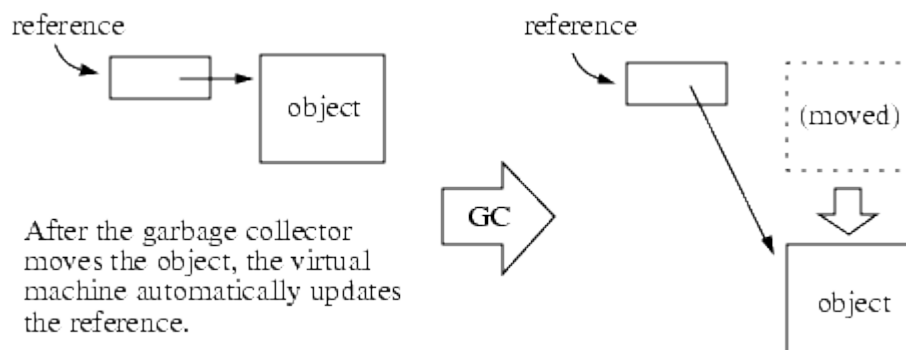 reference
object
After the garbage collector
moves the object, the virtual
machine automatically updates
the reference.
GC
reference
(moved)
object